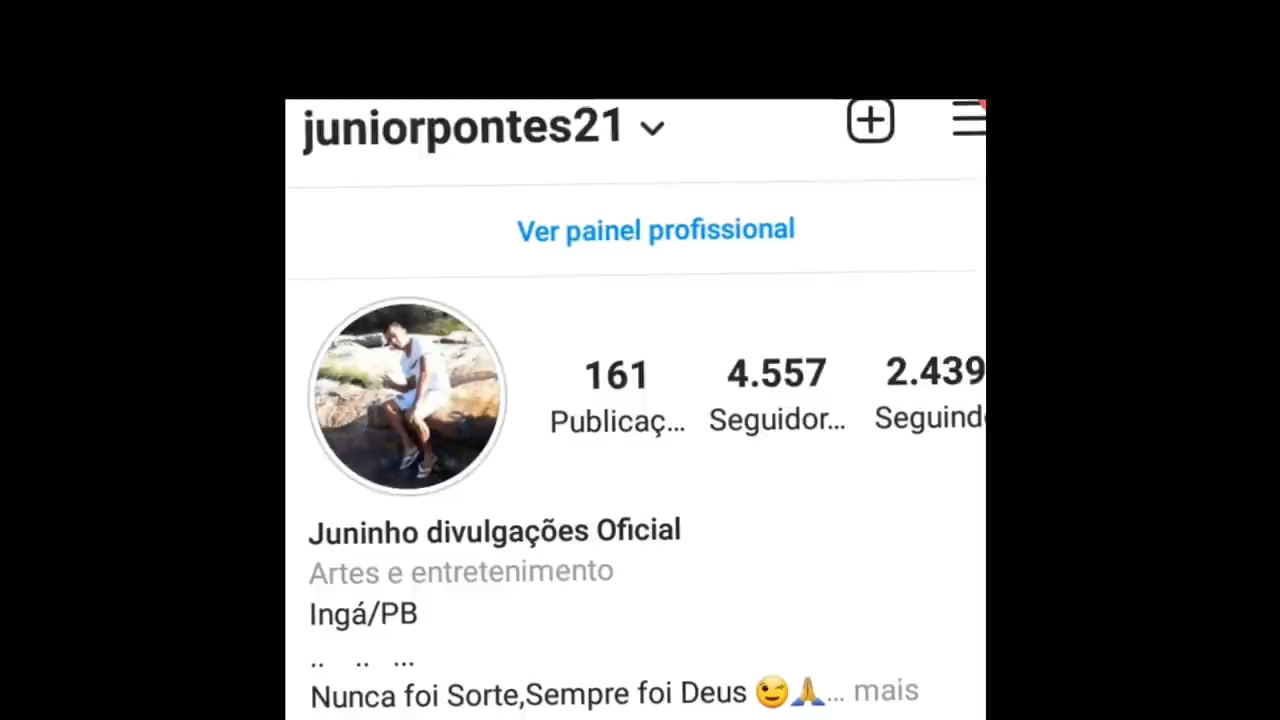 juniorpontes21
Ver painel profissional
161 4.557 2.439
Publicaç... Seguidor... Seguind
Juninho divulgações Oficial
Artes e entretenimento
Ingá/PB
.. .. ...
Nunca foi Sorte,Sempre foi Deus 😉🙏... mais